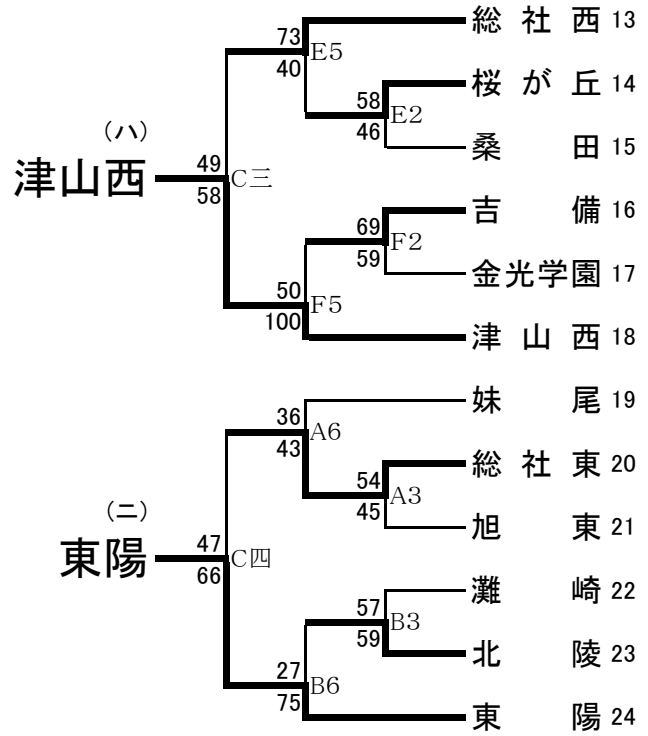 総社西 13
73
40
E5
桜が丘 14
58
46
E2
(ハ)
桑田 15
津山西
49
58
C三
吉備 16
69
59
F2
金光学園 17
50
100
F5
津山西 18
妹尾 19
36
43
A6
総社東 20
54
45
A3
(ニ)
旭東 21
東陽
47
66
C四
灘崎 22
57
59
B3
北陵 23
27
75
B6
東陽 24